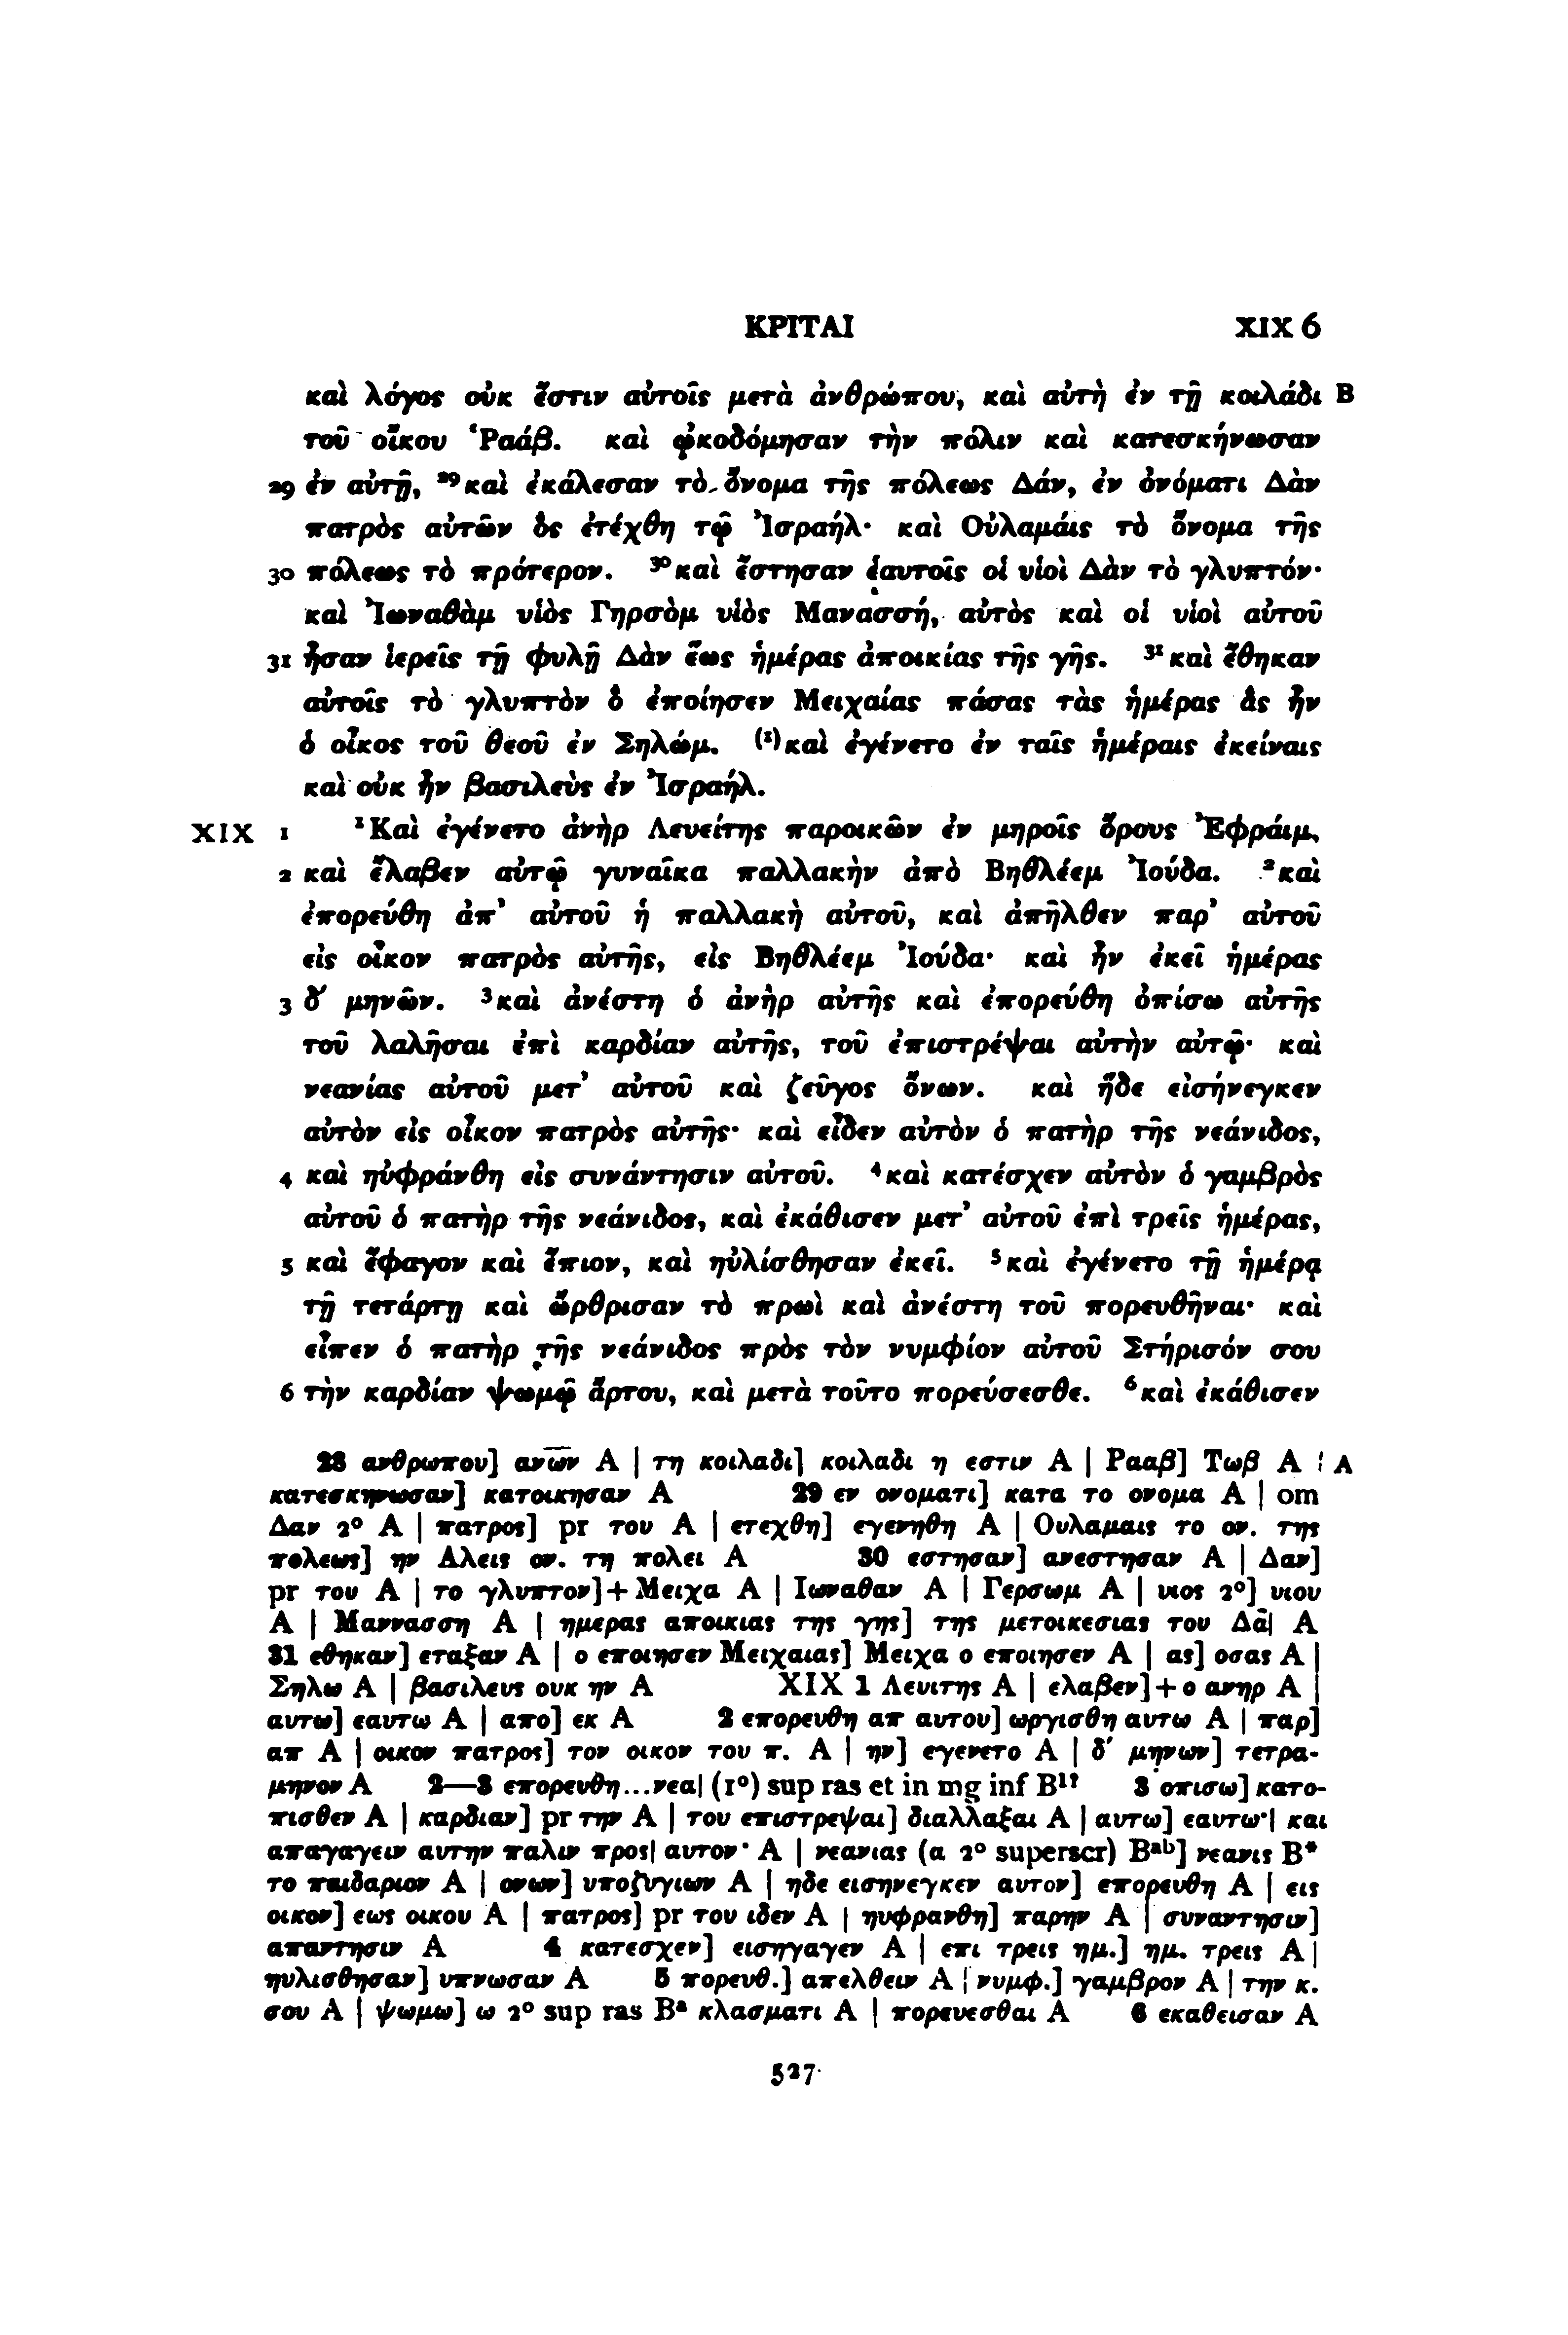 ΚΡΙΤΑΙ XIX 6
καὶ λόγος οὐκ ἔστιν αὐτοῖς μετὰ ἀνθρώπου, καὶ αὐτὴ ἐν τῇ κοιλάδι B
τοῦ οἴκου Ῥαάβ. καὶ ᾠκοδόμησαν τὴν πόλιν καὶ κατεσκήνωσαν
29 ἐν αὐτῇ, ²⁹καὶ ἐκάλεσαν τὸ ὄνομα τῆς πόλεως Δάν, ἐν ὀνόματι Δὰν
πατρὸς αὐτῶν ὃς ἐτέχθη τῷ Ἰσραήλ· καὶ Οὐλαμάις τὸ ὄνομα τῆς
30 πόλεως τὸ πρότερον. ³⁰καὶ ἔστησαν ἑαυτοῖς οἱ υἱοὶ Δὰν τὸ γλυπτόν·
καὶ Ἰωναθὰμ υἱὸς Γηρσὸμ υἱὸς Μανασσή, αὐτὸς καὶ οἱ υἱοὶ αὐτοῦ
31 ἦσαν ἱερεῖς τῇ φυλῇ Δὰν ἕως ἡμέρας ἀποικίας τῆς γῆς. ³¹καὶ ἔθηκαν
αὐτοῖς τὸ γλυπτὸν ὃ ἐποίησεν Μειχαίας πάσας τὰς ἡμέρας ἃς ἦν
ὁ οἶκος τοῦ θεοῦ ἐν Σηλώμ. ⁽¹⁾καὶ ἐγένετο ἐν ταῖς ἡμέραις ἐκείναις
καὶ οὐκ ἦν βασιλεὺς ἐν Ἰσραήλ.
XIX 1 ¹Καὶ ἐγένετο ἀνὴρ Λευείτης παροικῶν ἐν μηροῖς ὄρους Ἐφράιμ,
2 καὶ ἔλαβεν αὐτῷ γυναῖκα παλλακὴν ἀπὸ Βηθλέεμ Ἰούδα. ²καὶ
ἐπορεύθη ἀπ’ αὐτοῦ ἡ παλλακὴ αὐτοῦ, καὶ ἀπῆλθεν παρ’ αὐτοῦ
εἰς οἶκον πατρὸς αὐτῆς, εἰς Βηθλέεμ Ἰούδα· καὶ ἦν ἐκεῖ ἡμέρας
3 δ′ μηνῶν. ³καὶ ἀνέστη ὁ ἀνὴρ αὐτῆς καὶ ἐπορεύθη ὀπίσω αὐτῆς
τοῦ λαλῆσαι ἐπὶ καρδίαν αὐτῆς, τοῦ ἐπιστρέψαι αὐτὴν αὐτῷ· καὶ
νεανίας αὐτοῦ μετ’ αὐτοῦ καὶ ζεῦγος ὄνων. καὶ ἥδε εἰσήνεγκεν
αὐτὸν εἰς οἶκον πατρὸς αὐτῆς· καὶ εἶδεν αὐτὸν ὁ πατὴρ τῆς νεάνιδος,
4 καὶ ηὐφράνθη εἰς συνάντησιν αὐτοῦ. ⁴καὶ κατέσχεν αὐτὸν ὁ γαμβρὸς
αὐτοῦ ὁ πατὴρ τῆς νεάνιδος, καὶ ἐκάθισεν μετ’ αὐτοῦ ἐπὶ τρεῖς ἡμέρας,
5 καὶ ἔφαγον καὶ ἔπιον, καὶ ηὐλίσθησαν ἐκεῖ. ⁵καὶ ἐγένετο τῇ ἡμέρᾳ
τῇ τετάρτῃ καὶ ὤρθρισαν τὸ πρωὶ καὶ ἀνέστη τοῦ πορευθῆναι· καὶ
εἶπεν ὁ πατὴρ τῆς νεάνιδος πρὸς τὸν νυμφίον αὐτοῦ Στήρισόν σου
6 τὴν καρδίαν ψωμῷ ἄρτου, καὶ μετὰ τοῦτο πορεύσεσθε. ⁶καὶ ἐκάθισεν
28 ανθρωπου] αν̅ω̅ν̅ A | τη κοιλαδι] κοιλαδι η εστιν A | Ρααβ] Τωβ A | A
κατεσκηνωσαν] κατοικησαν A 29 εν ονοματι] κατα το ονομα A | om
Δαν 2° A | πατρος] pr του A | ετεχθη] εγενηθη A | Ουλαμαις το ον. της
πολεως] ην Δλεις ον. τη πολει A 30 εστησαν] ανεστησαν A | Δαν]
pr του A | το γλυπτον]+Μειχα A | Ιωναθαν A | Γερσωμ A | υιος 2°] υιου
A | Μαννασση A | ημερας αποικιας της γης] της μετοικεσιας του Δα̅| A
31 εθηκαν] εταξαν A | ο εποιησεν Μειχαιας] Μειχα ο εποιησεν A | ας] οσας A |
Σηλω A | βασιλευς ουκ ην A XIX 1 Λευιτης A | ελαβεν]+ο ανηρ A |
αυτω] εαυτω A | απο] εκ A 2 επορευθη απ αυτου] ωργισθη αυτω A | παρ]
απ A | οικον πατρος] τον οικον του π. A | ην] εγενετο A | δ′ μηνων] τετρα-
μηνον A 2—3 επορευθη...νεα| (1°) sup ras et in mg inf B¹ˀ 3 οπισω] κατο-
πισθεν A | καρδιαν] pr την A | του επιστρεψαι] διαλλαξαι A | αυτω] εαυτω·| και
απαγαγειν αυτην παλιν προς| αυτον· A | νεανιας (α 2° superscr) Bᵃᵇ] νεανις B*
το παιδαριον A | ονων] υποζυγιων A | ηδε εισηνεγκεν αυτον] επορευθη A | εις
οικον] εως οικου A | πατρος] pr του ιδεν A | ηυφρανθη] παρην A | συναντησιν]
απαντησιν A 4 κατεσχεν] εισηγαγεν A | επι τρεις ημ.] ημ. τρεις A |
ηυλισθησαν] υπνωσαν A 5 πορευθ.] απελθειν A | νυμφ.] γαμβρον A | την κ.
σου A | ψωμω] ω 2° sup ras Bᵃ κλασματι A | πορευεσθαι A 6 εκαθεισαν A
527